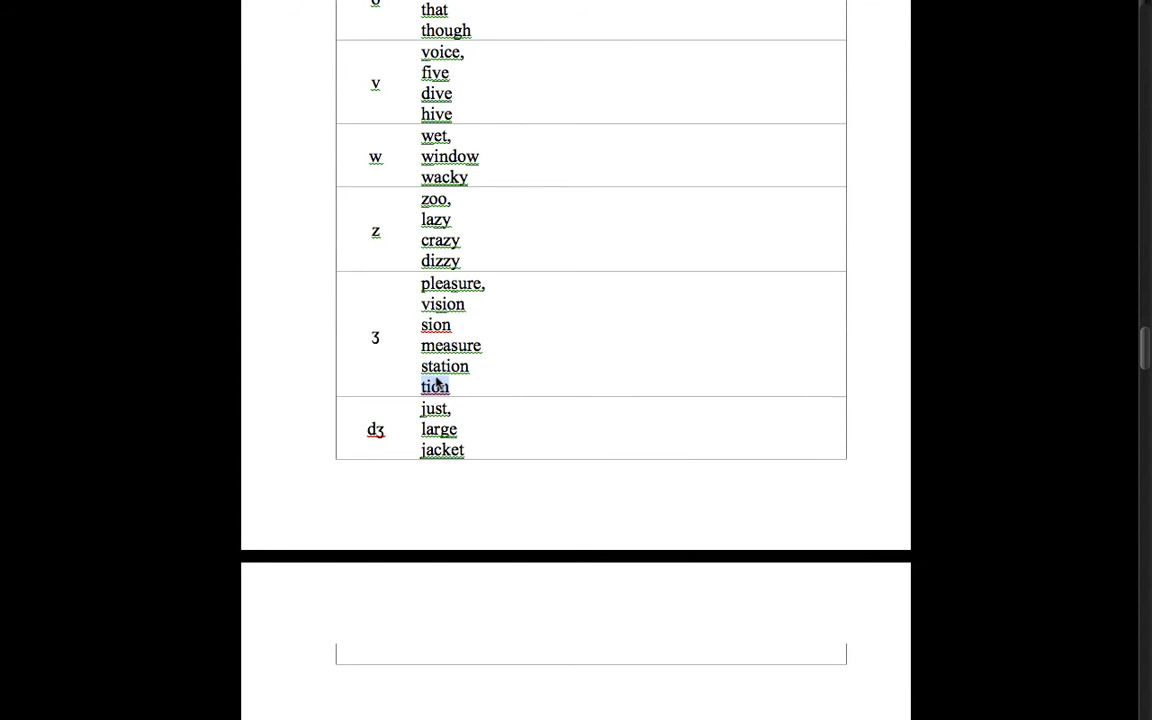 that
though
v
voice,
five
dive
hive
w
wet,
window
wacky
z
zoo,
lazy
crazy
dizzy
ʒ
pleasure,
vision
sion
measure
station
tion
dʒ
just,
large
jacket